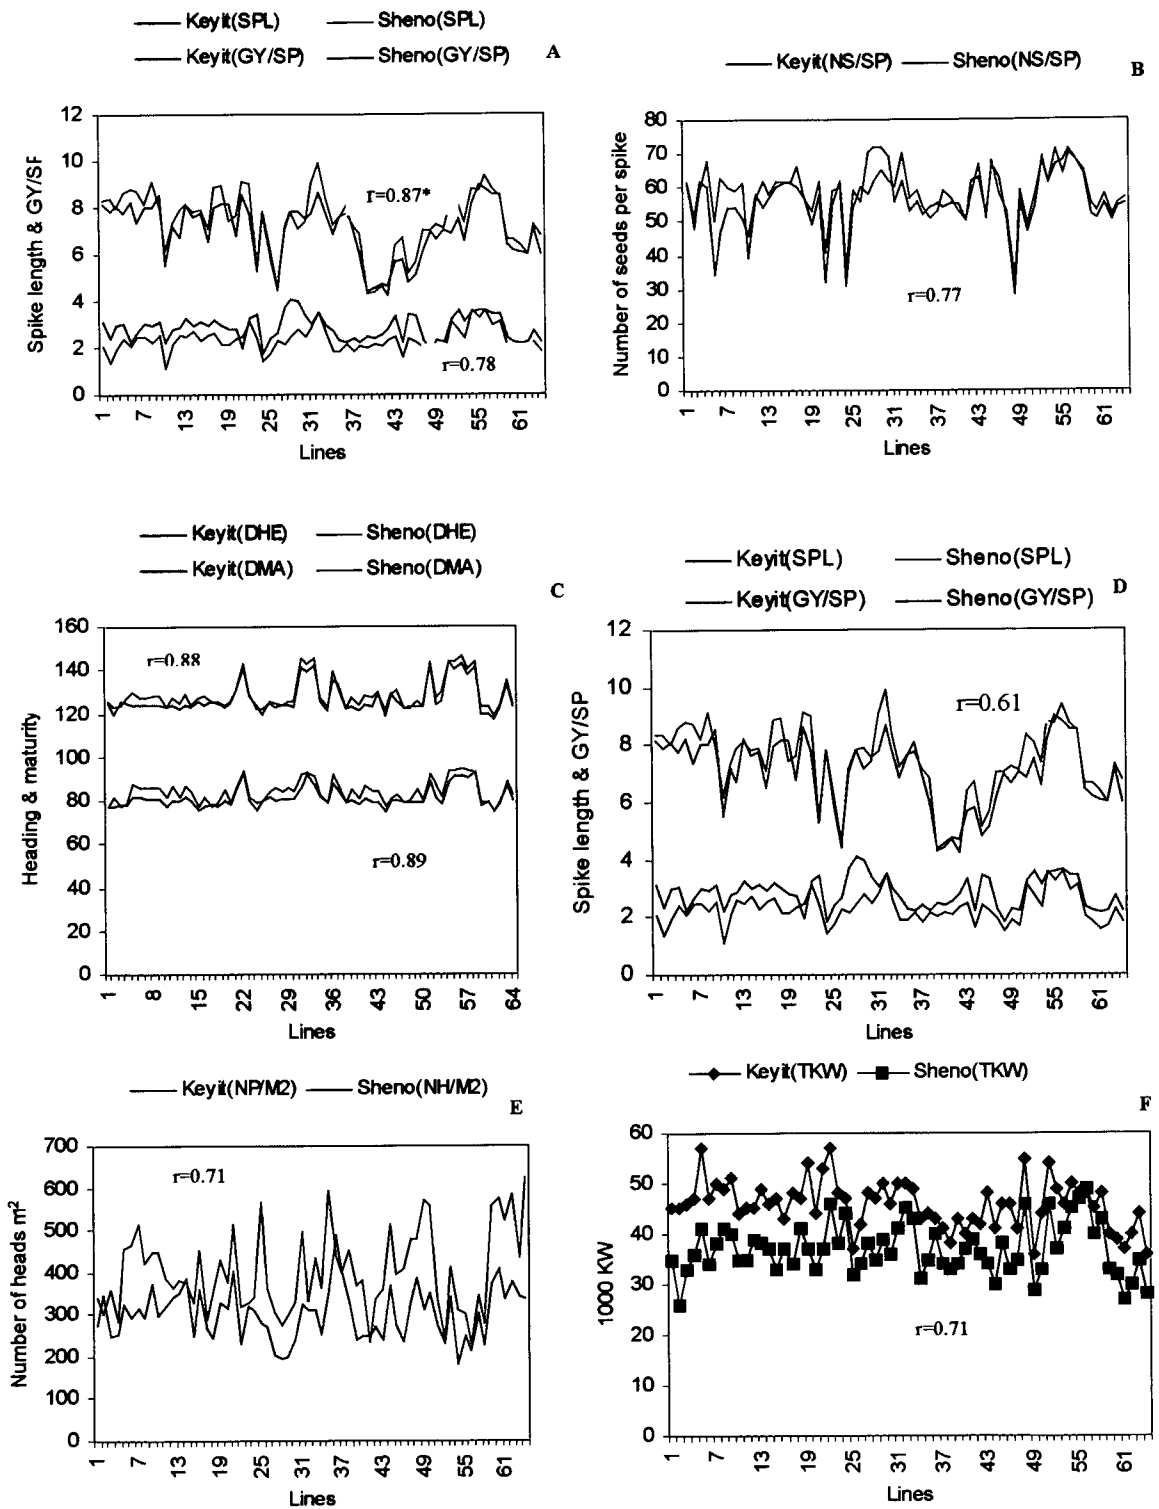 Keyit(SPL) Sheno(SPL)
Keyit(GY/SP) Sheno(GY/SP)
A
Spike length & GY/SF
12
10
8
6
4
2
0
r=0.87*
r=0.78
1 7 13 19 25 31 37 43 49 55 61
Lines
Keyit(NS/SP) Sheno(NS/SP)
B
Number of seeds per spike
80
70
60
50
40
30
20
10
0
r=0.77
1 7 13 19 25 31 37 43 49 55 61
Lines
Keyit(DHE) Sheno(DHE)
Keyit(DMA) Sheno(DMA)
C
Heading & maturity
160
140
120
100
80
60
40
20
0
r=0.88
r=0.89
1 8 15 22 29 36 43 50 57 64
Lines
Keyit(SPL) Sheno(SPL)
Keyit(GY/SP) Sheno(GY/SP)
D
Spike length & GY/SP
12
10
8
6
4
2
0
r=0.61
1 7 13 19 25 31 37 43 49 55 61
Lines
Keyit(NP/M2) Sheno(NH/M2)
E
Number of heads m²
700
600
500
400
300
200
100
0
r=0.71
1 7 13 19 25 31 37 43 49 55 61
Lines
Keyit(TKW) Sheno(TKW)
F
1000 KW
60
50
40
30
20
10
0
r=0.71
1 7 13 19 25 31 37 43 49 55 61
Lines